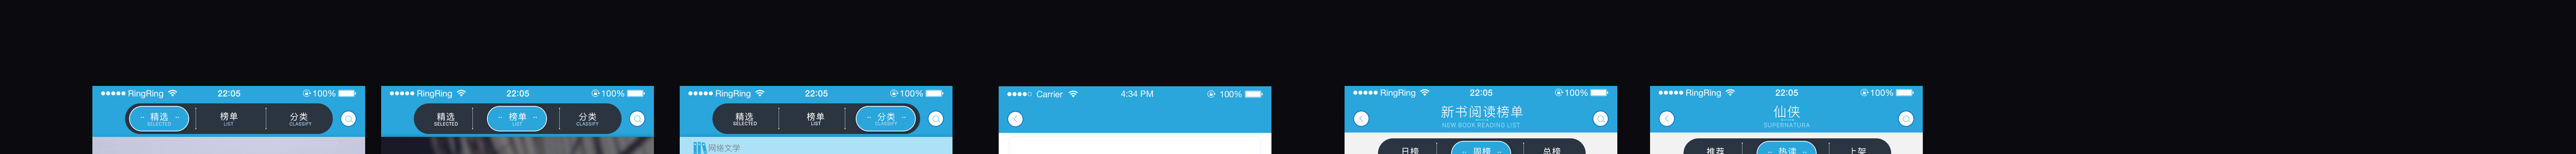 RingRing 22:05 100%
精选 榜单 分类
SELECTED LIST CLASSIFY
RingRing 22:05 100%
精选 榜单 分类
SELECTED LIST CLASSIFY
RingRing 22:05 100%
精选 榜单 分类
SELECTED LIST CLASSIFY
网络文学
Carrier 4:34 PM 100%
RingRing 22:05 100%
新书阅读榜单
NEW BOOK READING LIST
日榜 周榜 总榜
RingRing 22:05 100%
仙侠
SUPERNATURA
推荐 热读 上架